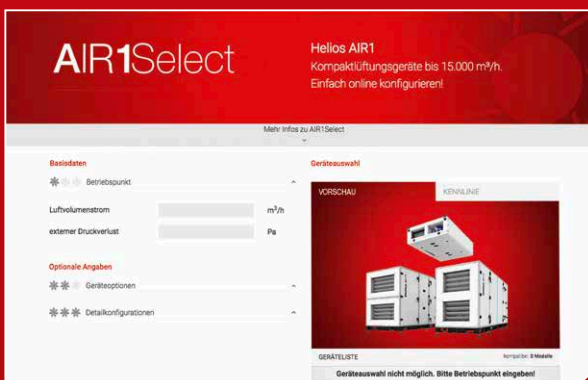 AIR1Select
Helios AIR1
Kompaktlüftungsgeräte bis 15.000 m³/h.
Einfach online konfigurieren!
Mehr Infos zu AIR1Select
Basisdaten
Betriebspunkt
Luftvolumenstrom m³/h
externer Druckverlust Pa
Optionale Angaben
Geräteoptionen
Detailkonfigurationen
Geräteauswahl
VORSCHAU KENNLINIE
GERÄTELISTE kompatibel: 0 Modelle
Geräteauswahl nicht möglich. Bitte Betriebspunkt eingeben!